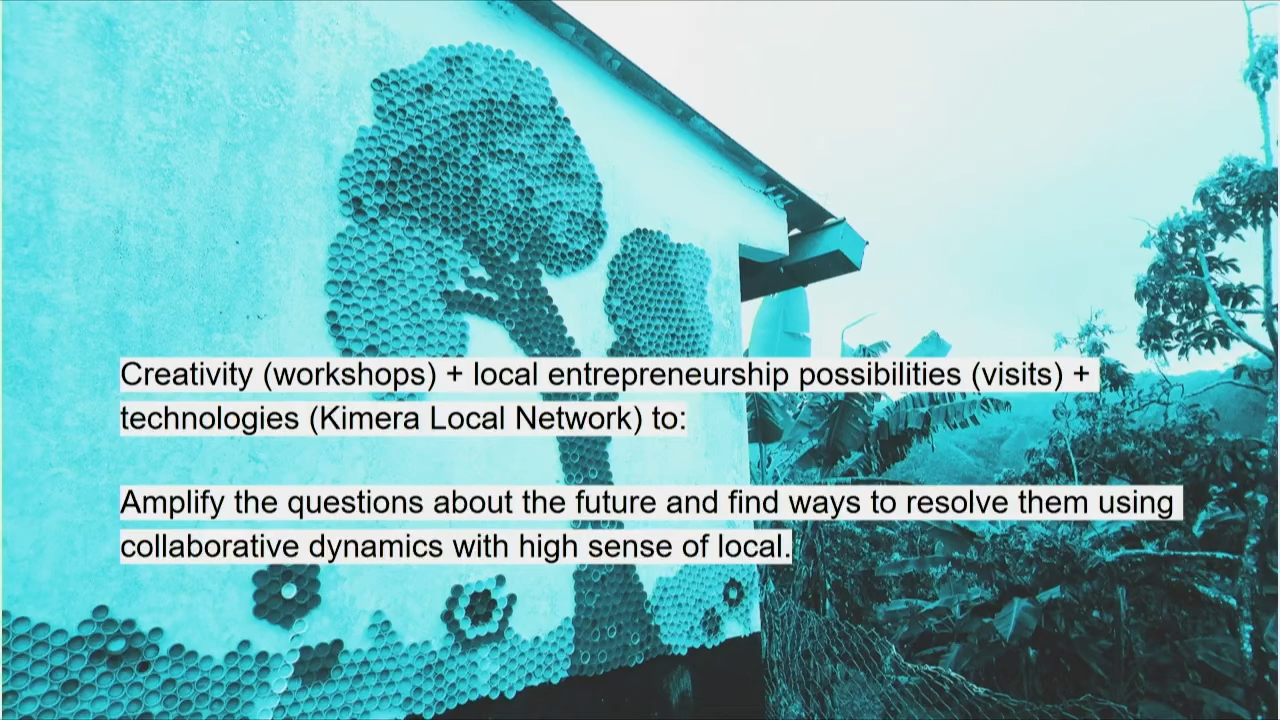 Creativity (workshops) + local entrepreneurship possibilities (visits) +
technologies (Kimera Local Network) to:
Amplify the questions about the future and find ways to resolve them using
collaborative dynamics with high sense of local.